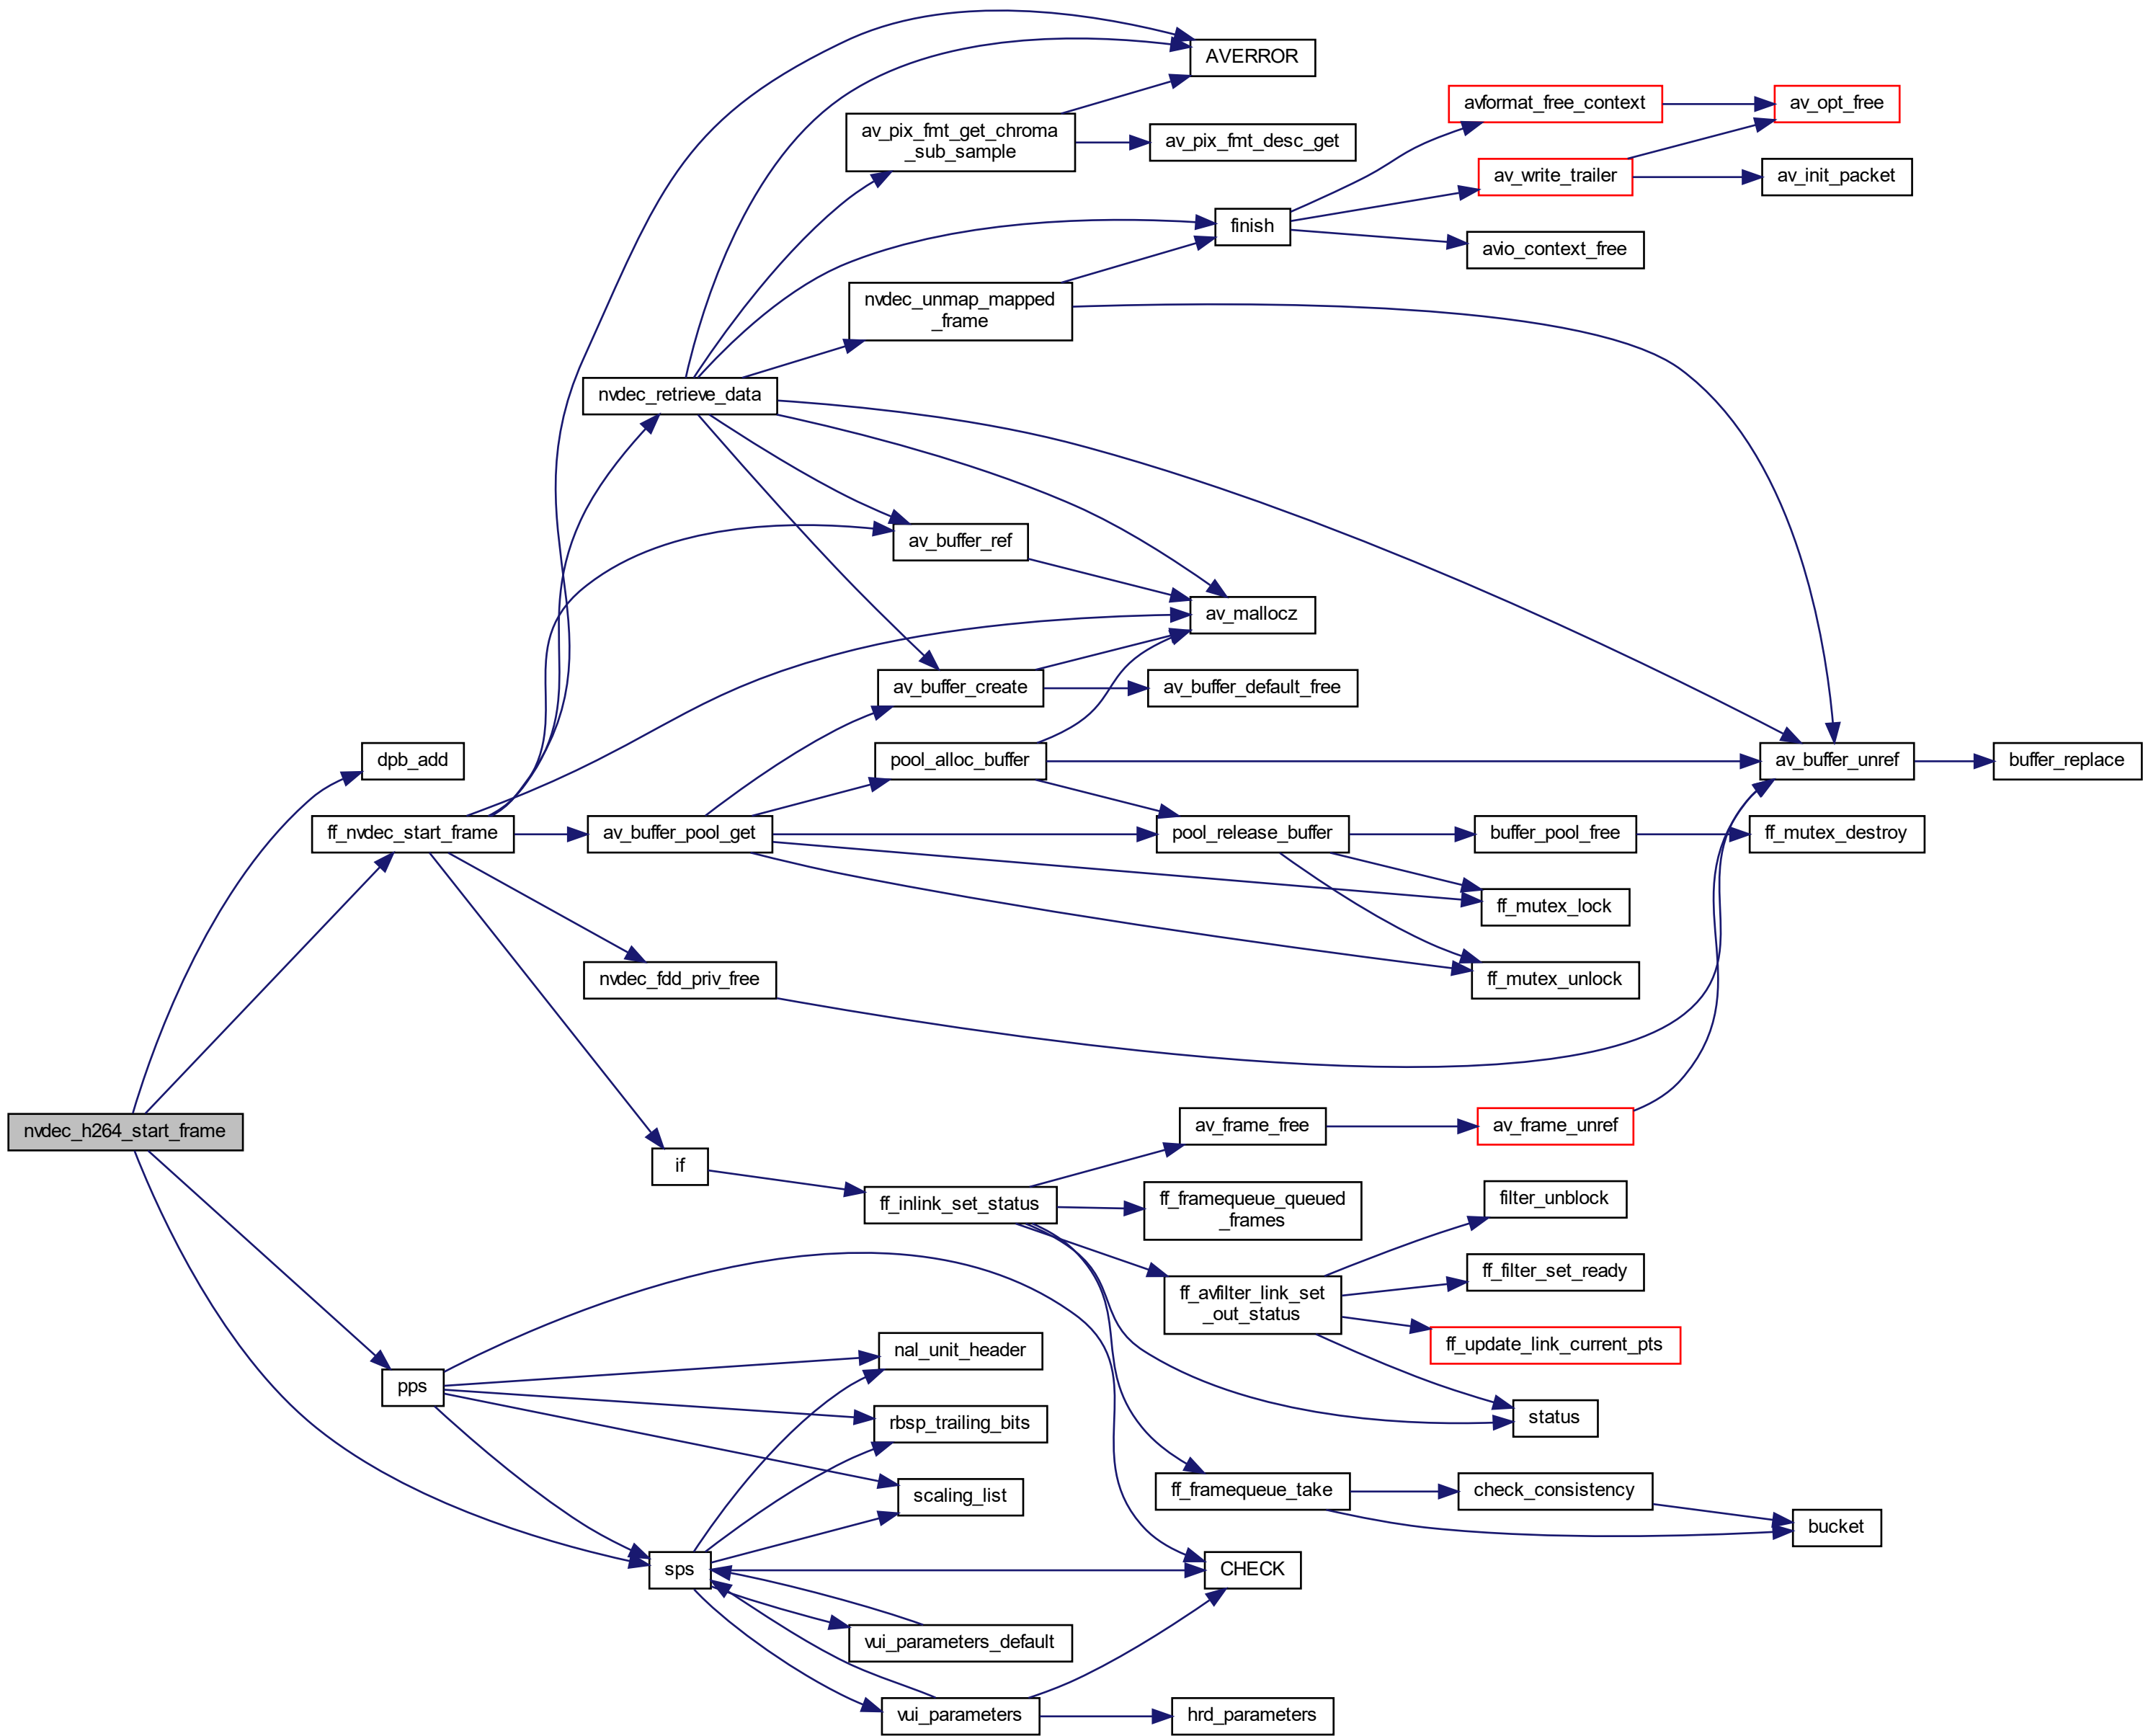 AVERROR
avformat_free_context
av_opt_free
av_pix_fmt_get_chroma
_sub_sample
av_pix_fmt_desc_get
av_write_trailer
av_init_packet
finish
avio_context_free
nvdec_unmap_mapped
_frame
nvdec_retrieve_data
av_buffer_ref
av_mallocz
av_buffer_create
av_buffer_default_free
dpb_add
pool_alloc_buffer
av_buffer_unref
buffer_replace
ff_nvdec_start_frame
av_buffer_pool_get
pool_release_buffer
buffer_pool_free
ff_mutex_destroy
ff_mutex_lock
nvdec_fdd_priv_free
ff_mutex_unlock
nvdec_h264_start_frame
av_frame_free
av_frame_unref
if
ff_inlink_set_status
ff_framequeue_queued
_frames
filter_unblock
ff_filter_set_ready
ff_avfilter_link_set
_out_status
nal_unit_header
ff_update_link_current_pts
pps
rbsp_trailing_bits
status
scaling_list
ff_framequeue_take
check_consistency
bucket
sps
CHECK
vui_parameters_default
vui_parameters
hrd_parameters